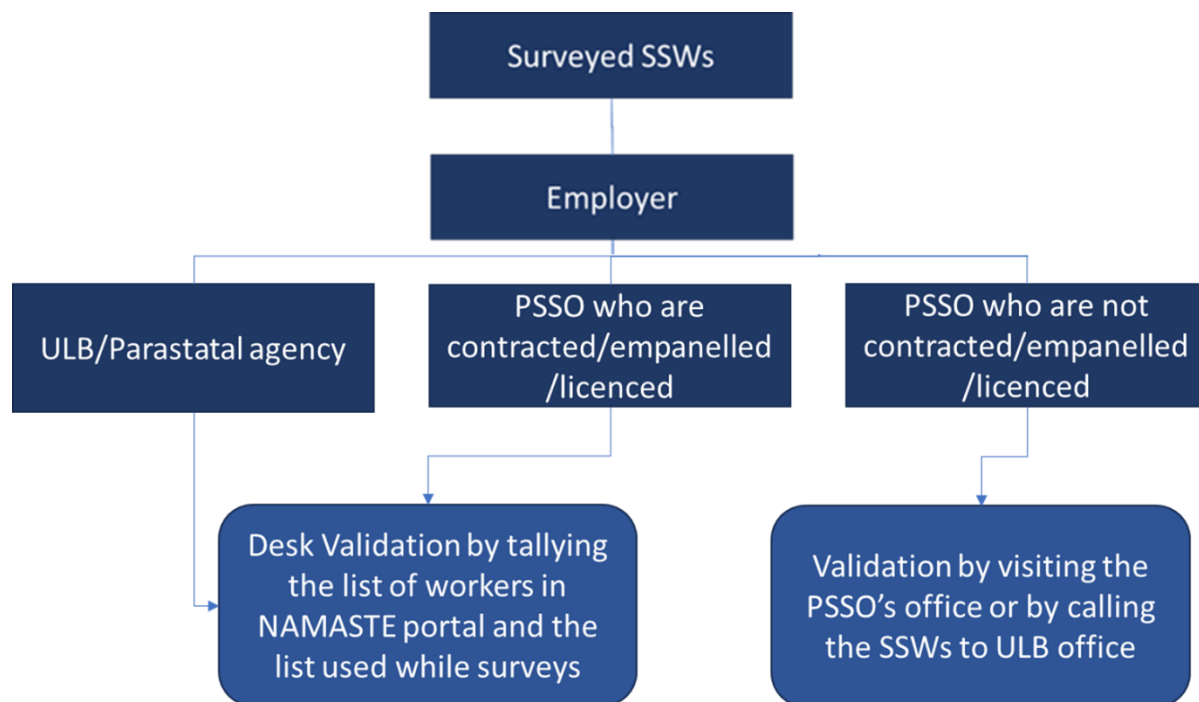 Surveyed SSWs
Employer
ULB/Parastatal agency
PSSO who are
contracted/empanelled
/licenced
PSSO who are not
contracted/empanelled
/licenced
Desk Validation by tallying
the list of workers in
NAMASTE portal and the
list used while surveys
Validation by visiting the
PSSO’s office or by calling
the SSWs to ULB office